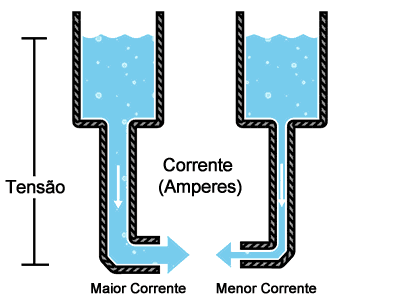 Tensão
Corrente
(Amperes)
Maior Corrente
Menor Corrente